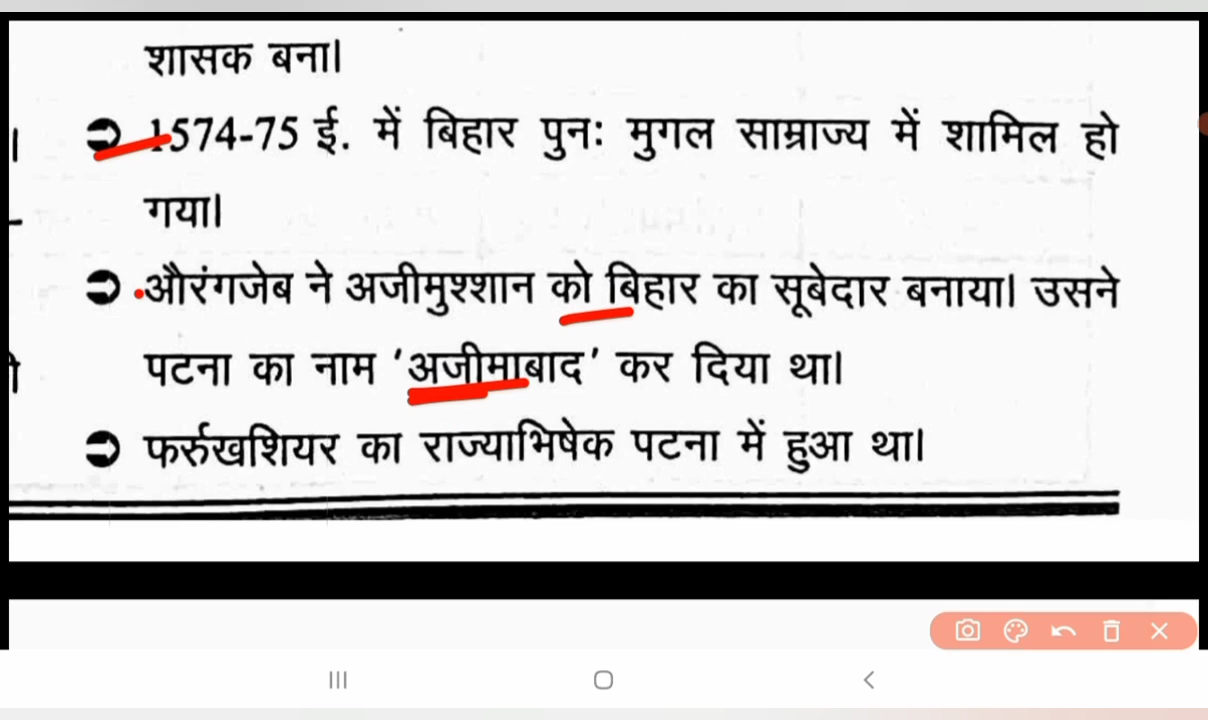 शासक बना।
➲ 1574-75 ई. में बिहार पुनः मुगल साम्राज्य में शामिल हो
गया।
➲ औरंगजेब ने अजीमुश्शान को बिहार का सूबेदार बनाया। उसने
पटना का नाम ‘अजीमाबाद’ कर दिया था।
➲ फर्रुखशियर का राज्याभिषेक पटना में हुआ था।